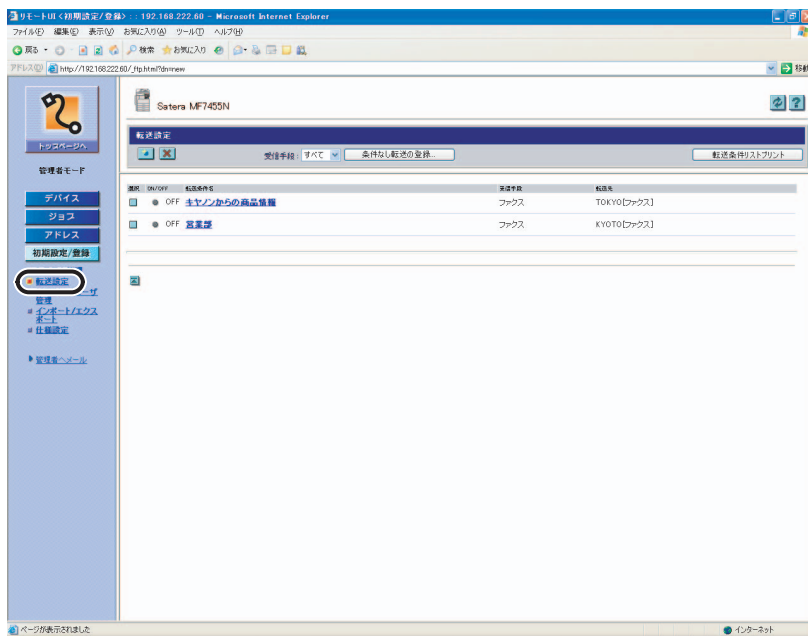 リモートUI <初期設定/登録> : : 192.168.222.60 - Microsoft Internet Explorer
ファイル(F) 編集(E) 表示(V) お気に入り(A) ツール(T) ヘルプ(H)
戻る 検索 お気に入り
アドレス(D) http://192.168.222.60/_ftp.html?dn=new 移動
Satera MF7455N
トップページへ
転送設定
受信手段: すべて 条件なし転送の登録... 転送条件リストプリント
管理者モード
選択 ON/OFF 転送条件名 受信手段 転送先
デバイス
OFF キヤノンからの商品情報 ファクス TOKYO[ファクス]
ジョブ
OFF 営業部 ファクス KYOTO[ファクス]
アドレス
初期設定/登録
転送設定
ーザ
管理
インポート/エクス
ポート
仕様設定
管理者へメール
ページが表示されました インターネット